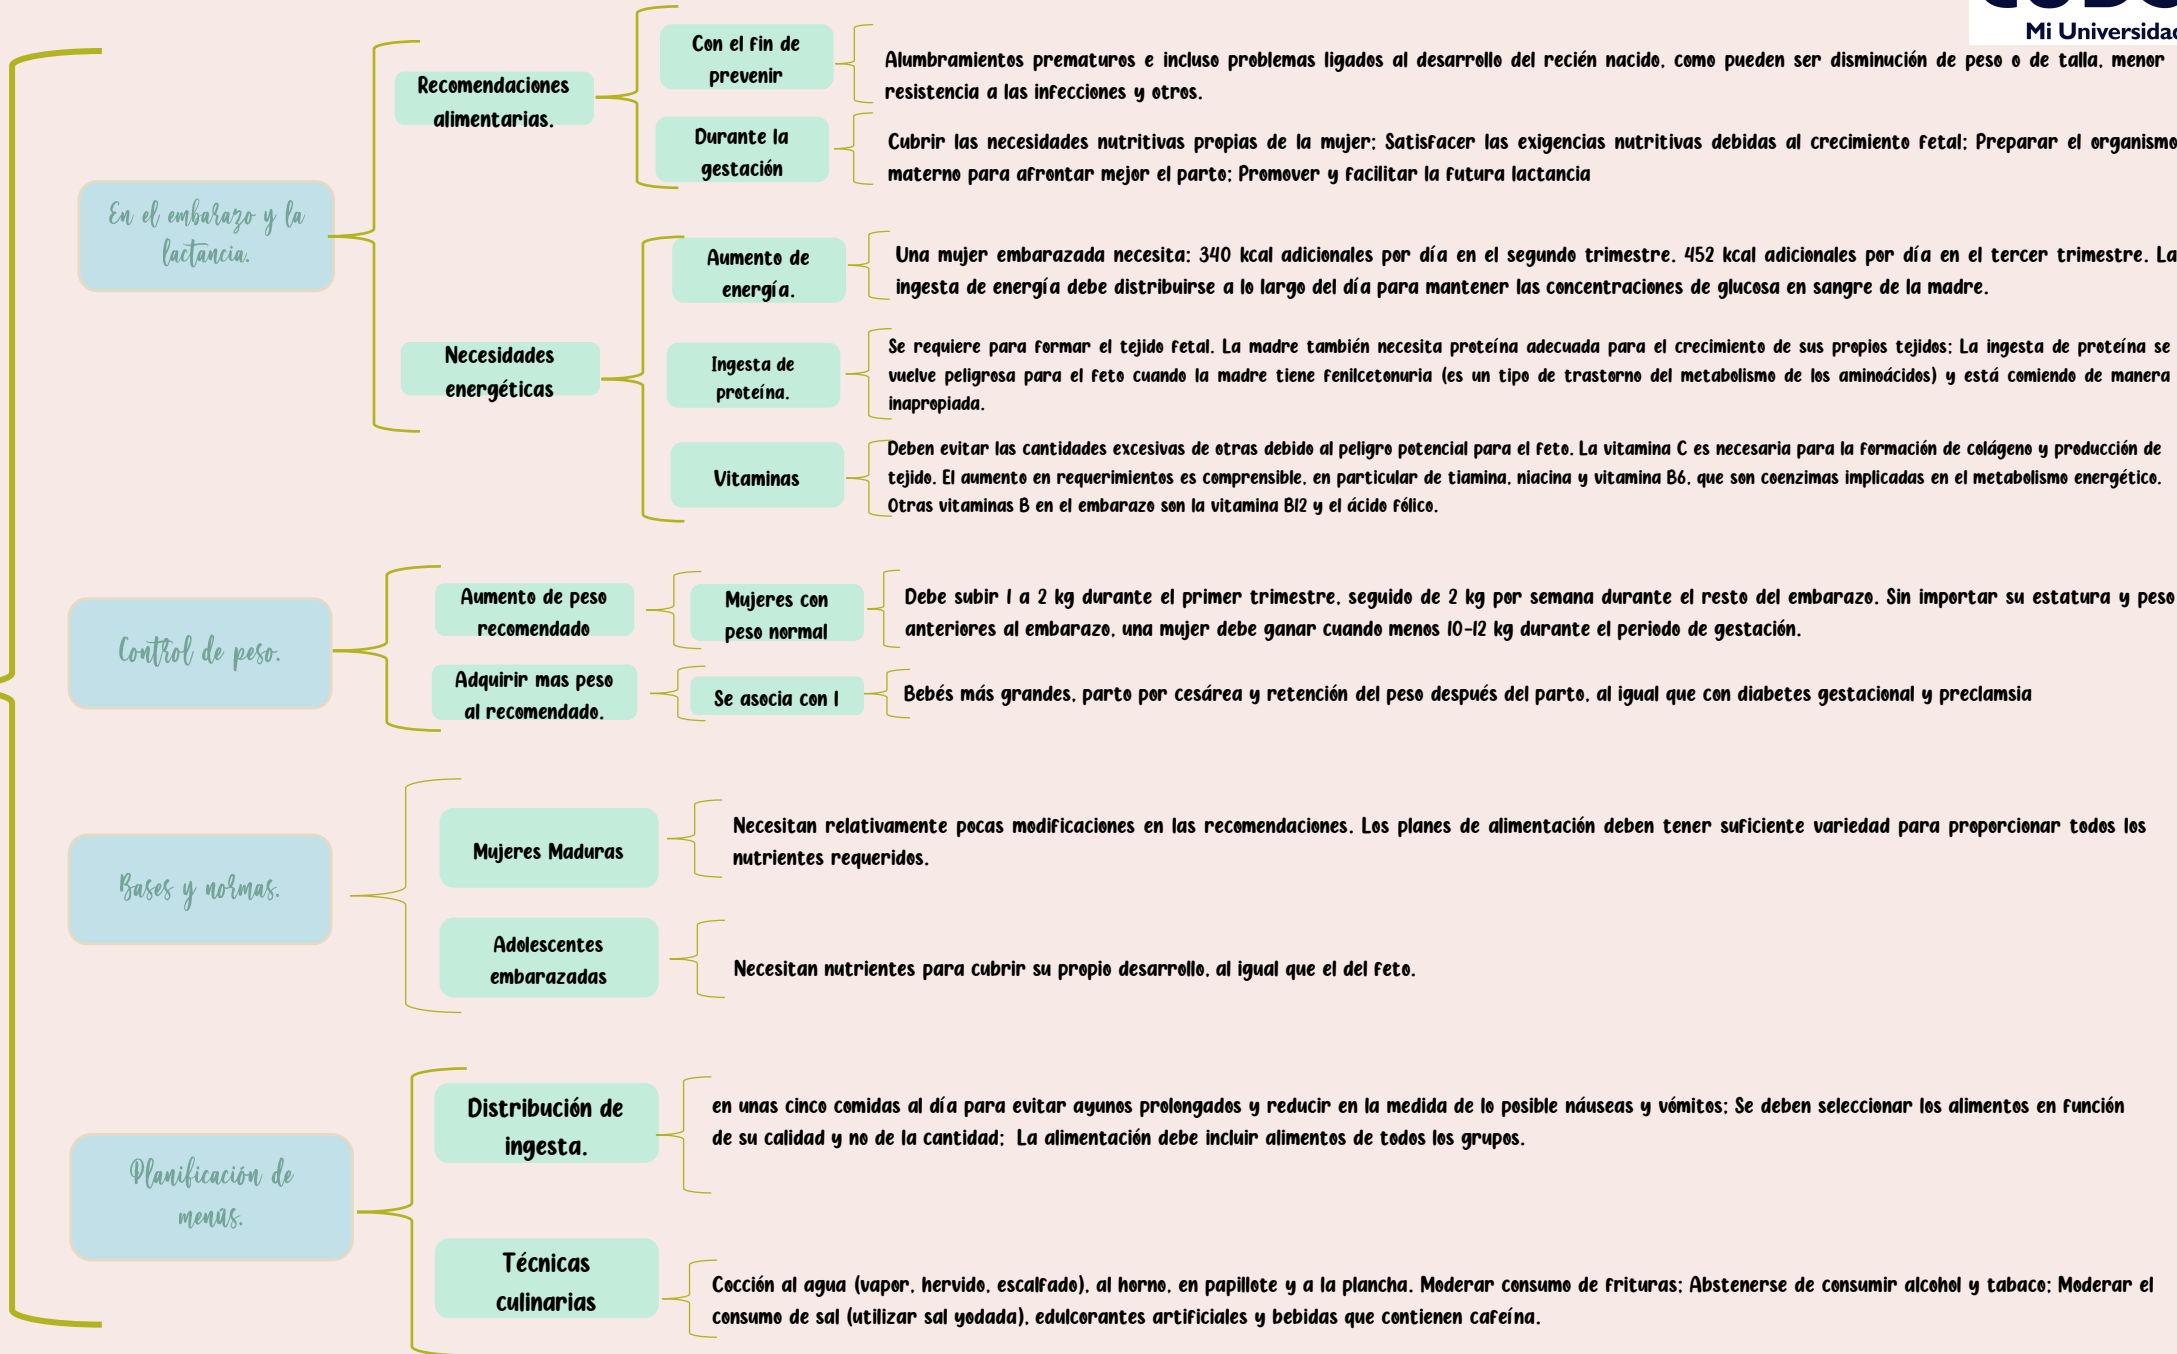 Mi Universidad
Con el fin de
prevenir
Alumbramientos prematuros e incluso problemas ligados al desarrollo del recién nacido, como pueden ser disminución de peso o de talla, menor
resistencia a las infecciones y otros.
Recomendaciones
alimentarias.
Durante la
gestación
Cubrir las necesidades nutritivas propias de la mujer; Satisfacer las exigencias nutritivas debidas al crecimiento fetal; Preparar el organismo
materno para afrontar mejor el parto; Promover y facilitar la futura lactancia
En el embarazo y la
lactancia.
Aumento de
energía.
Una mujer embarazada necesita: 340 kcal adicionales por día en el segundo trimestre. 452 kcal adicionales por día en el tercer trimestre. La
ingesta de energía debe distribuirse a lo largo del día para mantener las concentraciones de glucosa en sangre de la madre.
Necesidades
energéticas
Ingesta de
proteína.
Se requiere para formar el tejido fetal. La madre también necesita proteína adecuada para el crecimiento de sus propios tejidos; La ingesta de proteína se
vuelve peligrosa para el feto cuando la madre tiene fenilcetonuria (es un tipo de trastorno del metabolismo de los aminoácidos) y está comiendo de manera
inapropiada.
Vitaminas
Deben evitar las cantidades excesivas de otras debido al peligro potencial para el feto. La vitamina C es necesaria para la formación de colágeno y producción de
tejido. El aumento en requerimientos es comprensible, en particular de tiamina, niacina y vitamina B6, que son coenzimas implicadas en el metabolismo energético.
Otras vitaminas B en el embarazo son la vitamina B12 y el ácido fólico.
Control de peso.
Aumento de peso
recomendado
Mujeres con
peso normal
Debe subir 1 a 2 kg durante el primer trimestre, seguido de 2 kg por semana durante el resto del embarazo. Sin importar su estatura y peso
anteriores al embarazo, una mujer debe ganar cuando menos 10-12 kg durante el periodo de gestación.
Adquirir mas peso
al recomendado.
Se asocia con l
Bebés más grandes, parto por cesárea y retención del peso después del parto, al igual que con diabetes gestacional y preclamsia
Bases y normas.
Mujeres Maduras
Necesitan relativamente pocas modificaciones en las recomendaciones. Los planes de alimentación deben tener suficiente variedad para proporcionar todos los
nutrientes requeridos.
Adolescentes
embarazadas
Necesitan nutrientes para cubrir su propio desarrollo, al igual que el del feto.
Planificación de
menús.
Distribución de
ingesta.
en unas cinco comidas al día para evitar ayunos prolongados y reducir en la medida de lo posible náuseas y vómitos; Se deben seleccionar los alimentos en función
de su calidad y no de la cantidad; La alimentación debe incluir alimentos de todos los grupos.
Técnicas
culinarias
Cocción al agua (vapor, hervido, escalfado), al horno, en papillote y a la plancha. Moderar consumo de frituras; Abstenerse de consumir alcohol y tabaco; Moderar el
consumo de sal (utilizar sal yodada), edulcorantes artificiales y bebidas que contienen cafeína.